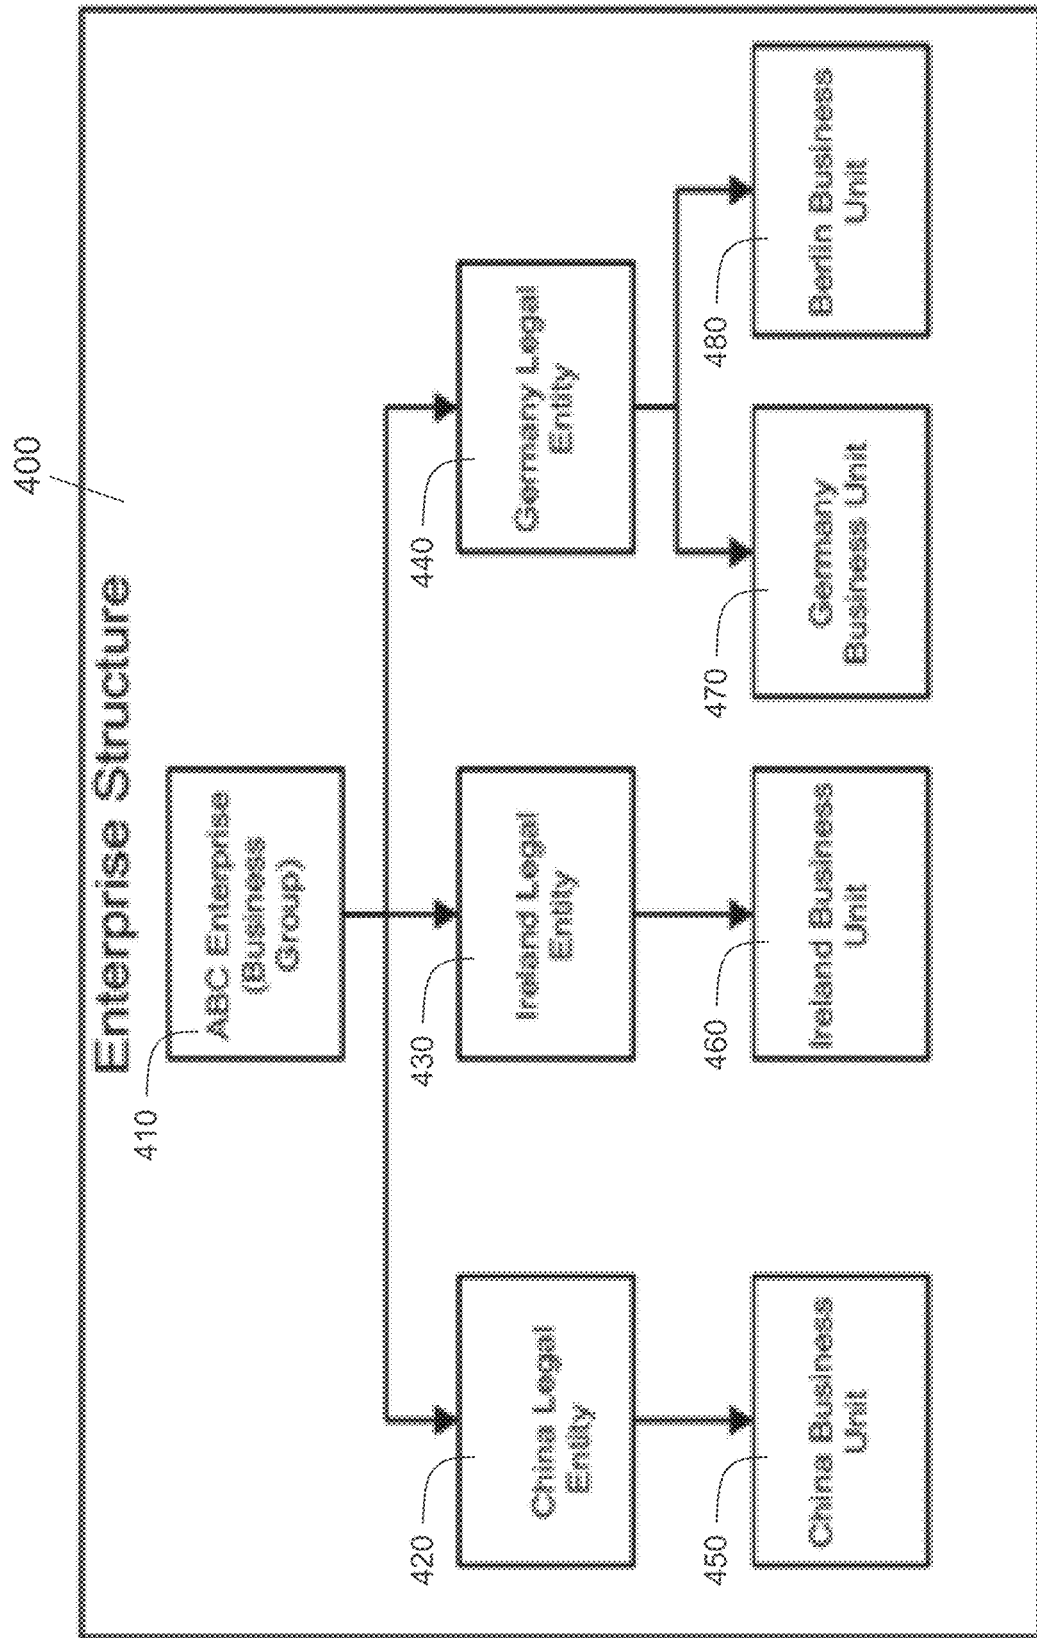 400
Enterprise Structure
410
ABC Enterprise
(Business
Group)
420
China Legal
Entity
430
Ireland Legal
Entity
440
Germany Legal
Entity
450
China Business
Unit
460
Ireland Business
Unit
470
Germany
Business Unit
480
Berlin Business
Unit